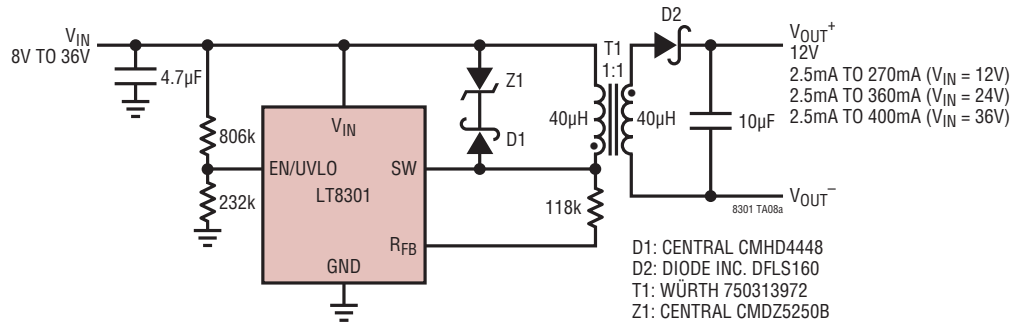 VIN
8V TO 36V
4.7µF
806k
232k
VIN
EN/UVLO
LT8301
SW
RFB
GND
Z1
D1
T1
1:1
40µH
40µH
118k
D2
10µF
VOUT+
12V
2.5mA TO 270mA (VIN = 12V)
2.5mA TO 360mA (VIN = 24V)
2.5mA TO 400mA (VIN = 36V)
VOUT–
8301 TA08a
D1: CENTRAL CMHD4448
D2: DIODE INC. DFLS160
T1: WÜRTH 750313972
Z1: CENTRAL CMDZ5250B